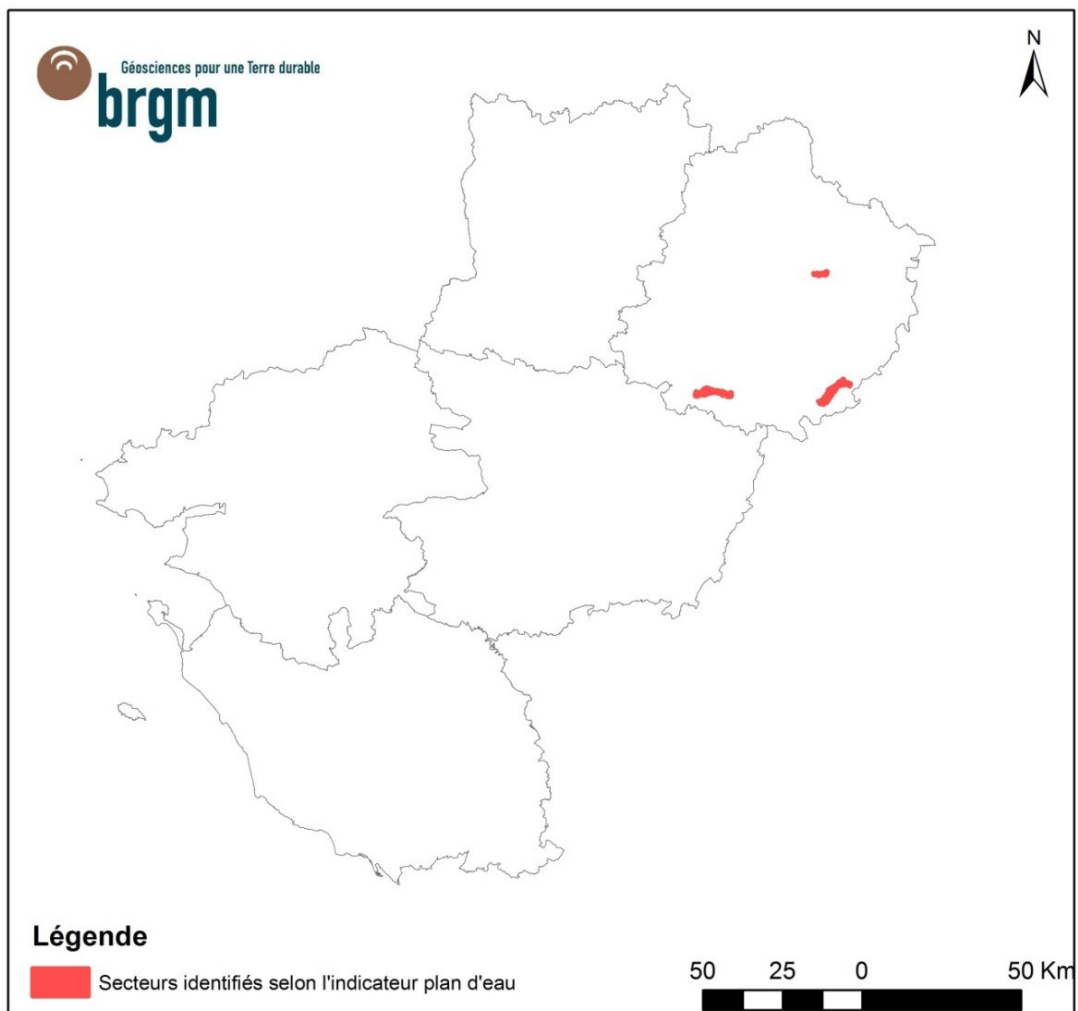 Géosciences pour une Terre durable
brgm
N
Légende
Secteurs identifiés selon l'indicateur plan d'eau
50 25 0 50 Km